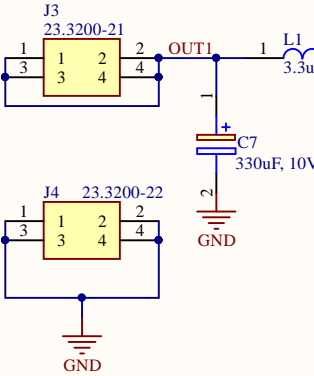 J3
23.3200-21
1 1 2 2 OUT1 1 L1
3 3 4 4 3.3u
1
+
C7
330uF, 10V
2
GND
J4 23.3200-22
1 1 2 2
3 3 4 4
GND